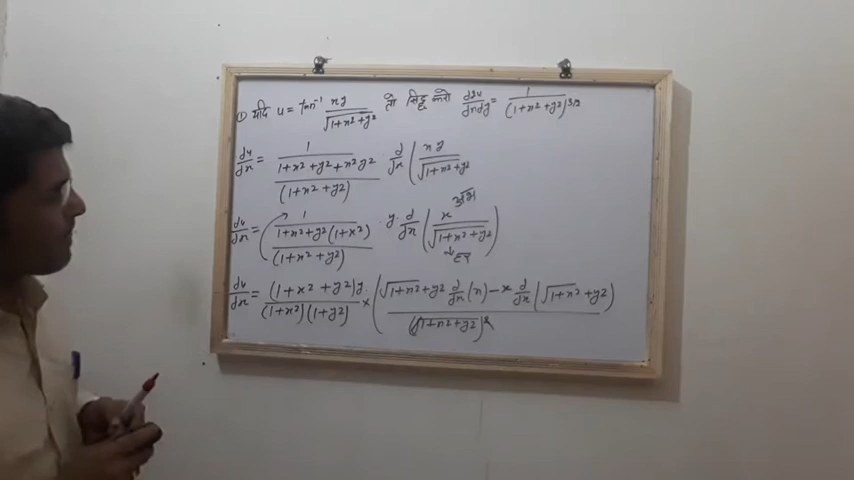 ① यदि u = tan⁻¹ xy / √1+x²+y² तो सिद्ध करो d²u/dxdy = 1/(1+x²+y²)^3/2
du/dx = 1 / (1+x²+y²+x²y² / (1+x²+y²)) · d/dx (xy / √1+x²+y²)
अंश
du/dx = (1 / (1+x²+y²(1+x²) / (1+x²+y²)) · y · d/dx (x / √1+x²+y²)
हर
du/dx = (1+x²+y²)y / (1+x²)(1+y²) × (√1+x²+y² d/dx (x) − x d/dx (√1+x²+y²) / (√1+x²+y²)²